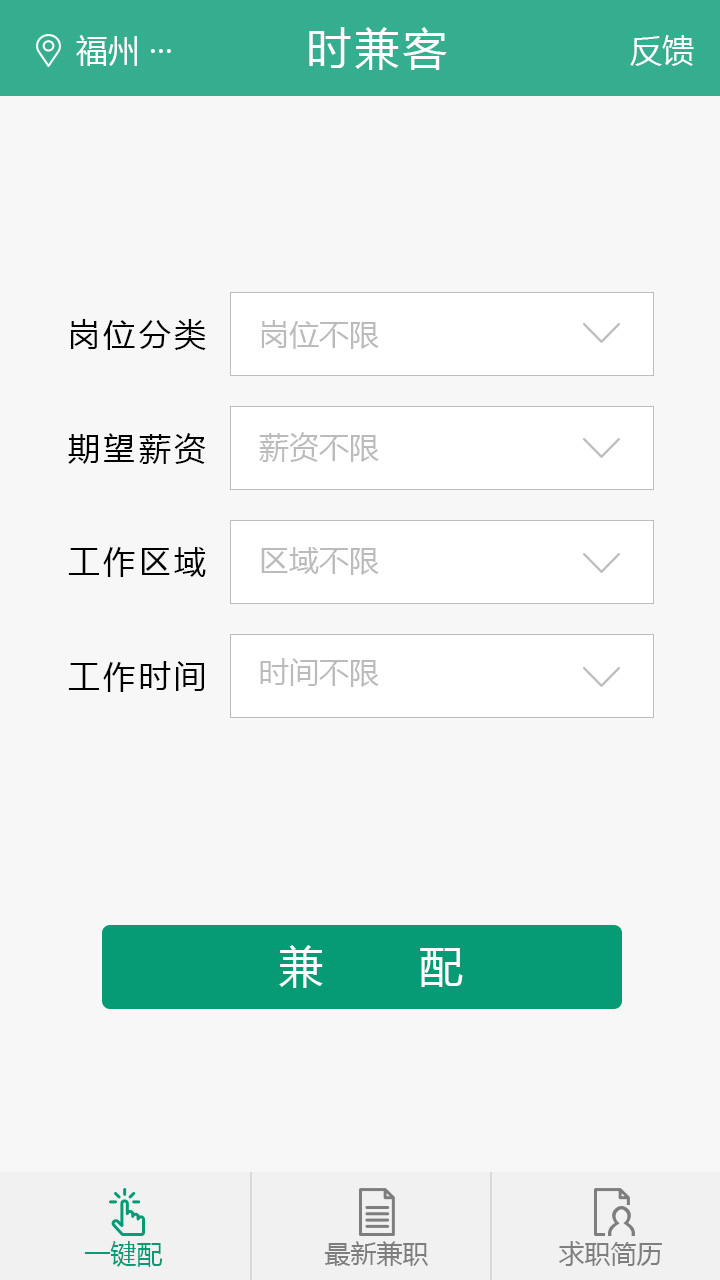 福州 ... 时兼客 反馈
岗位分类 岗位不限
期望薪资 薪资不限
工作区域 区域不限
工作时间 时间不限
兼 配
一键配 最新兼职 求职简历